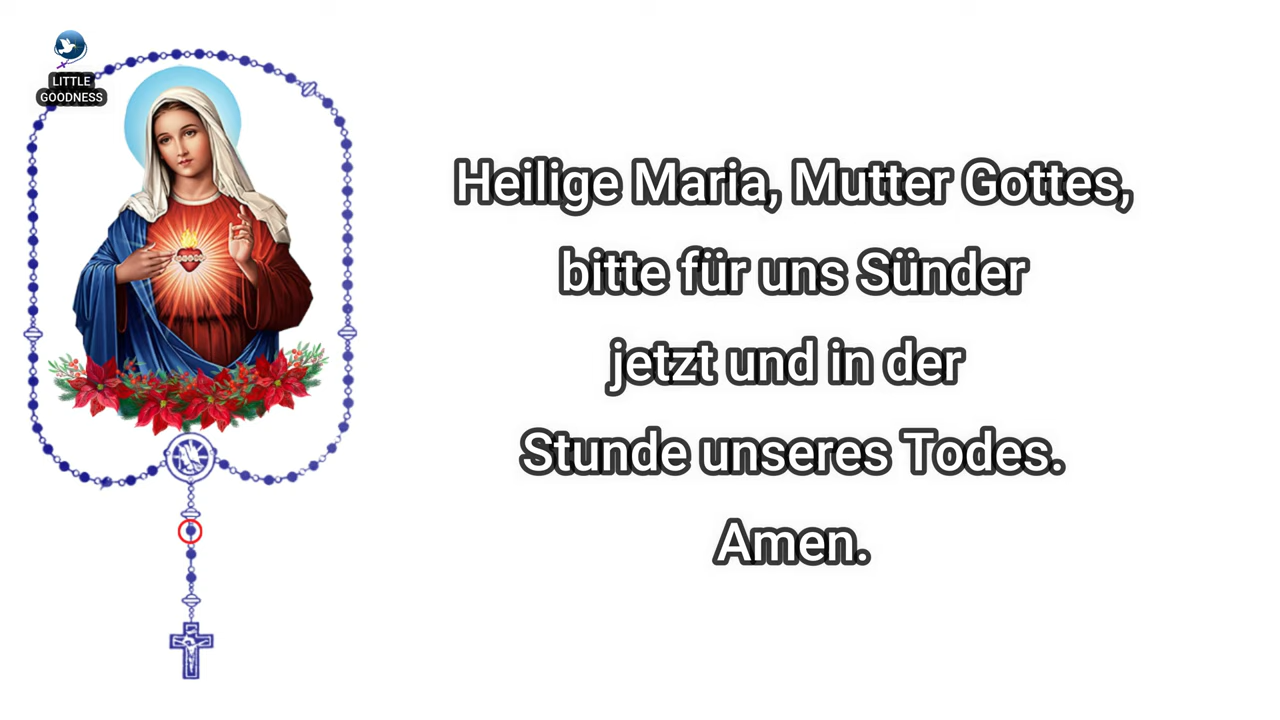 LITTLE
GOODNESS
Heilige Maria, Mutter Gottes,
bitte für uns Sünder
jetzt und in der
Stunde unseres Todes.
Amen.